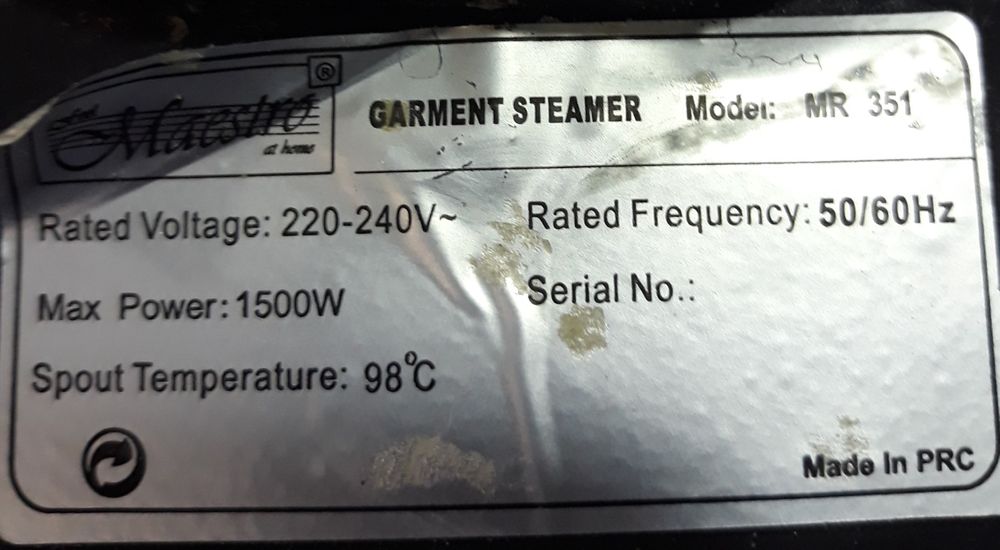 Maestro ®
at home
GARMENT STEAMER Model: MR 351
Rated Voltage: 220-240V~ Rated Frequency: 50/60Hz
Max Power: 1500W Serial No.:
Spout Temperature: 98°C
Made In PRC